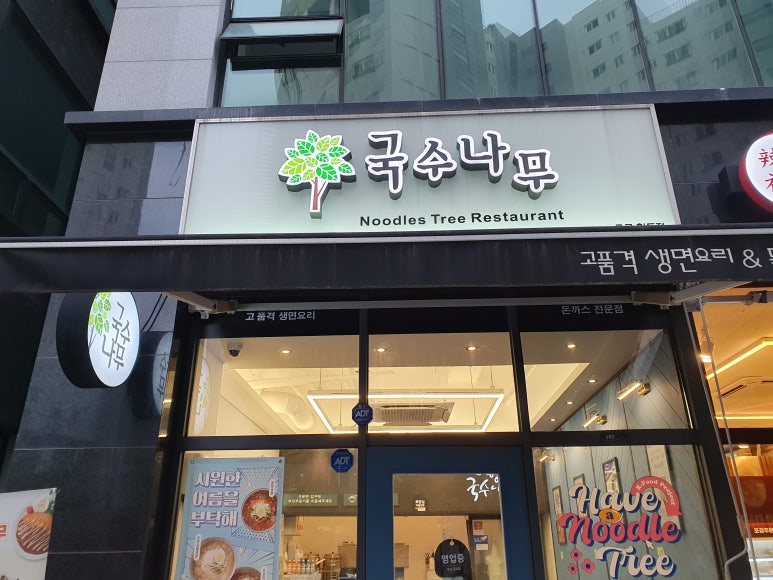 국수나무
Noodles Tree Restaurant
고품격 생면요리 &
국수
나무
고품격 생면요리
돈까스 전문점
ADT
ADT
시원한
여름을
부탁해
국수나
영업중
K-Food Project
Have
a
Noodle
Tree